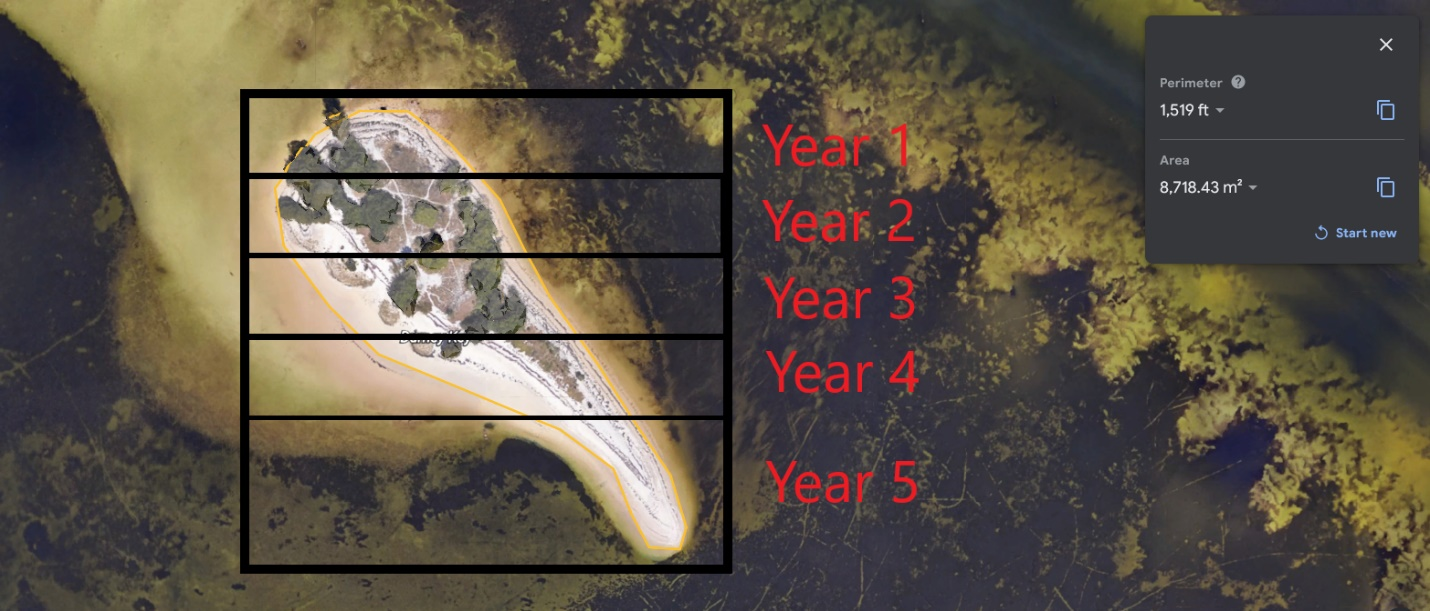 Perimeter
1,519 ft
Area
8,718.43 m²
Start new
Year 1
Year 2
Year 3
Year 4
Year 5